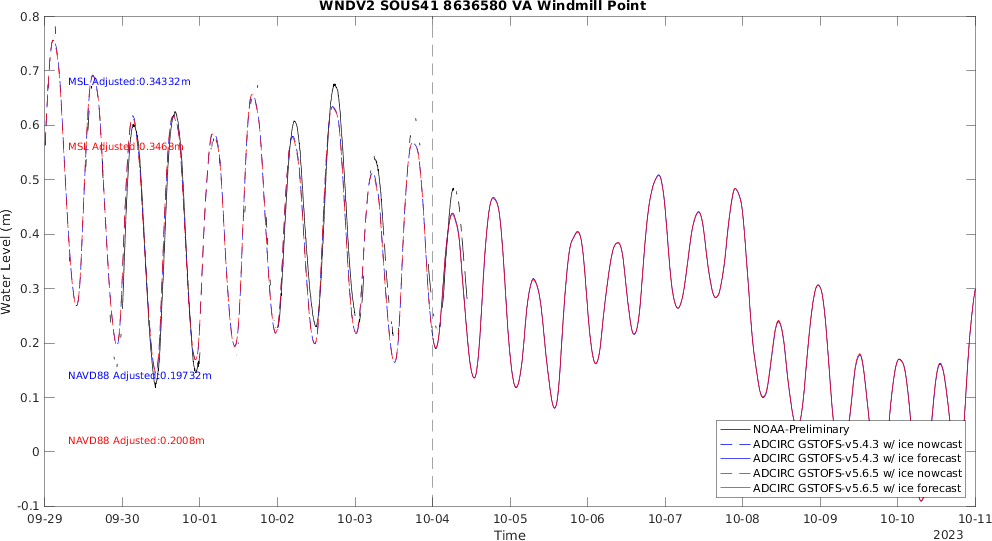 WNDV2 SOUS41 8636580 VA Windmill Point
0.8
0.7
0.6
0.5
0.4
0.3
0.2
0.1
0
-0.1
Water Level (m)
MSL Adjusted:0.34332m
MSL Adjusted:0.3468m
NAVD88 Adjusted:0.19732m
NAVD88 Adjusted:0.2008m
NOAA-Preliminary
ADCIRC GSTOFS-v5.4.3 w/ ice nowcast
ADCIRC GSTOFS-v5.4.3 w/ ice forecast
ADCIRC GSTOFS-v5.6.5 w/ ice nowcast
ADCIRC GSTOFS-v5.6.5 w/ ice forecast
09-29 09-30 10-01 10-02 10-03 10-04 10-05 10-06 10-07 10-08 10-09 10-10 10-11
Time
2023